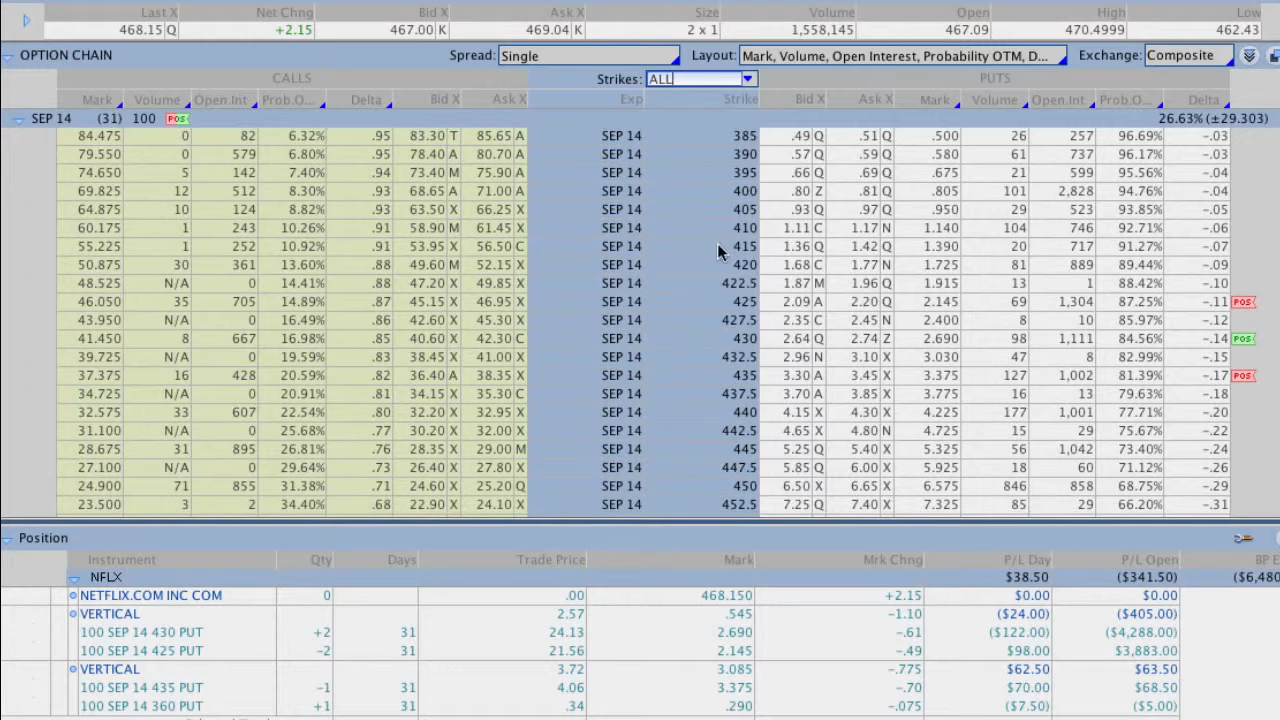 Last X Net Chng Bid X Ask X Size Volume Open High Low
468.15 Q +2.15 467.00 K 469.04 K 2 x 1 1,558,145 467.09 470.4999 462.43
OPTION CHAIN Spread: Single Layout: Mark, Volume, Open Interest, Probability OTM, D... Exchange: Composite
CALLS Strikes: ALL PUTS
Mark Volume Open.Int Prob.O... Delta Bid X Ask X Exp Strike Bid X Ask X Mark Volume Open.Int Prob.O... Delta
SEP 14 (31) 100 POS 26.63% (±29.303)
84.475 0 82 6.32% .95 83.30 T 85.65 A SEP 14 385 .49 Q .51 Q .500 26 257 96.69% -.03
79.550 0 579 6.80% .95 78.40 A 80.70 A SEP 14 390 .57 Q .59 Q .580 61 737 96.17% -.03
74.650 5 142 7.40% .94 73.40 M 75.90 A SEP 14 395 .66 Q .69 Q .675 21 599 95.56% -.04
69.825 12 512 8.30% .93 68.65 A 71.00 A SEP 14 400 .80 Z .81 Q .805 101 2,828 94.76% -.04
64.875 10 124 8.82% .93 63.50 X 66.25 X SEP 14 405 .93 Q .97 Q .950 29 523 93.85% -.05
60.175 1 243 10.26% .91 58.90 M 61.45 X SEP 14 410 1.11 C 1.17 N 1.140 104 746 92.71% -.06
55.225 1 252 10.92% .91 53.95 X 56.50 C SEP 14 415 1.36 Q 1.42 Q 1.390 20 717 91.27% -.07
50.875 30 361 13.60% .88 49.60 M 52.15 X SEP 14 420 1.68 C 1.77 N 1.725 81 889 89.44% -.09
48.525 N/A 0 14.41% .88 47.20 X 49.85 X SEP 14 422.5 1.87 M 1.96 Q 1.915 13 1 88.42% -.10
46.050 35 705 14.89% .87 45.15 X 46.95 X SEP 14 425 2.09 A 2.20 Q 2.145 69 1,304 87.25% -.11 POS
43.950 N/A 0 16.49% .86 42.60 X 45.30 X SEP 14 427.5 2.35 C 2.45 N 2.400 8 10 85.97% -.12
41.450 8 667 16.98% .85 40.60 X 42.30 C SEP 14 430 2.64 Q 2.74 Z 2.690 98 1,111 84.56% -.14 POS
39.725 N/A 0 19.59% .83 38.45 X 41.00 X SEP 14 432.5 2.96 N 3.10 X 3.030 47 8 82.99% -.15
37.375 16 428 20.59% .82 36.40 A 38.35 X SEP 14 435 3.30 A 3.45 X 3.375 127 1,002 81.39% -.17 POS
34.725 N/A 0 20.91% .81 34.15 X 35.30 C SEP 14 437.5 3.70 A 3.85 X 3.775 16 13 79.63% -.18
32.575 33 607 22.54% .80 32.20 X 32.95 X SEP 14 440 4.15 X 4.30 X 4.225 177 1,001 77.71% -.20
31.100 N/A 0 25.68% .77 30.20 X 32.00 X SEP 14 442.5 4.65 X 4.80 N 4.725 15 29 75.67% -.22
28.675 31 895 26.81% .76 28.35 X 29.00 M SEP 14 445 5.25 Q 5.40 X 5.325 56 1,042 73.40% -.24
27.100 N/A 0 29.64% .73 26.40 X 27.80 X SEP 14 447.5 5.85 Q 6.00 X 5.925 18 60 71.12% -.26
24.900 71 855 31.38% .71 24.60 X 25.20 Q SEP 14 450 6.50 X 6.65 X 6.575 846 858 68.75% -.29
23.500 3 2 34.40% .68 22.90 X 24.10 X SEP 14 452.5 7.25 Q 7.40 X 7.325 85 29 66.20% -.31
Position
Instrument Qty Days Trade Price Mark Mrk Chng P/L Day P/L Open BP E
NFLX $38.50 ($341.50) ($6,480
NETFLIX.COM INC COM 0 .00 468.150 +2.15 $0.00 $0.00
VERTICAL 2.57 .545 -1.10 ($24.00) ($405.00)
100 SEP 14 430 PUT +2 31 24.13 2.690 -.61 ($122.00) ($4,288.00)
100 SEP 14 425 PUT -2 31 21.56 2.145 -.49 $98.00 $3,883.00
VERTICAL 3.72 3.085 -.775 $62.50 $63.50
100 SEP 14 435 PUT -1 31 4.06 3.375 -.70 $70.00 $68.50
100 SEP 14 360 PUT +1 31 .34 .290 -.075 ($7.50) ($5.00)